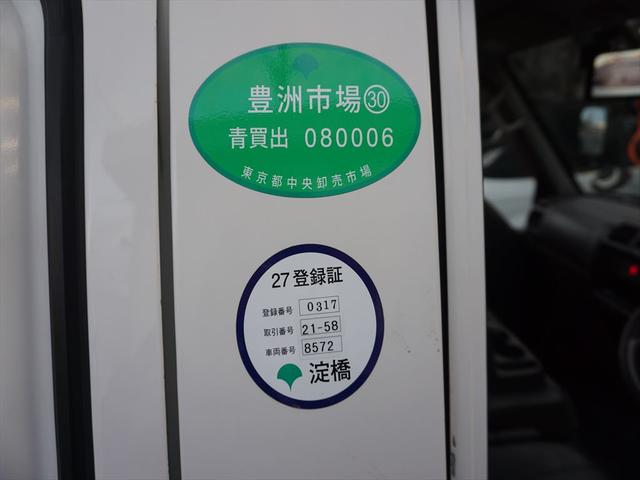 豊洲市場㉚
青買出 080006
東京都中央卸売市場
27登録証
登録番号 0317
取引番号 21-58
車両番号 8572
淀橋